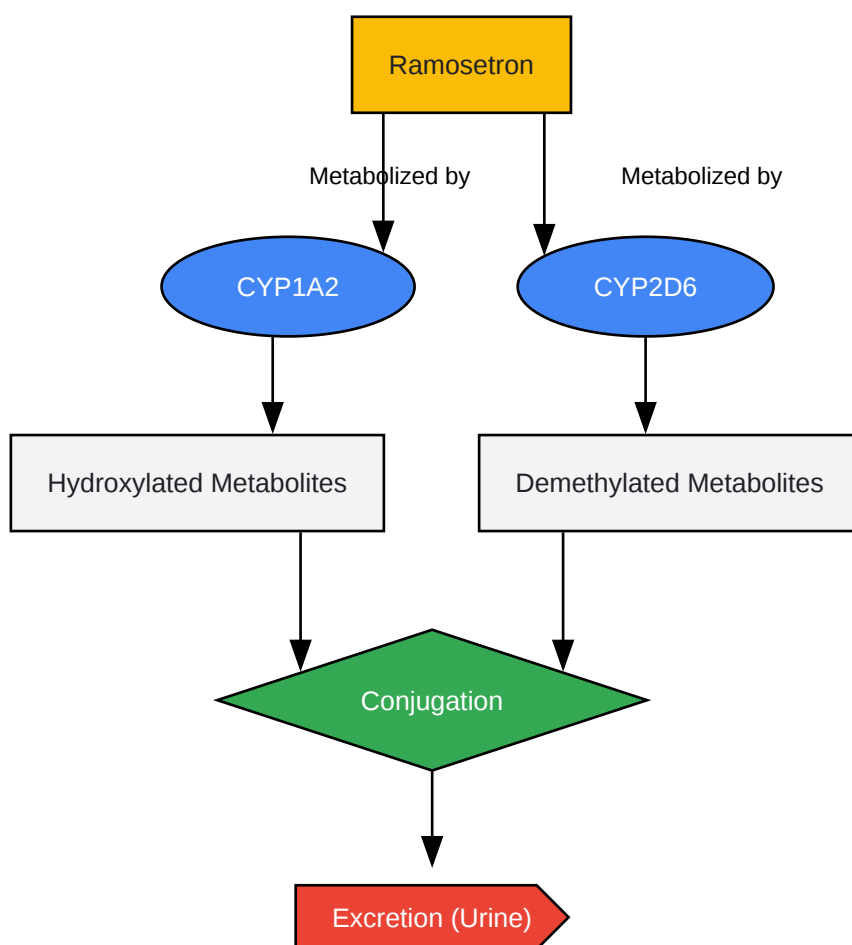 Ramosetron
Metabolized by
Metabolized by
CYP1A2
CYP2D6
Hydroxylated Metabolites
Demethylated Metabolites
Conjugation
Excretion (Urine)